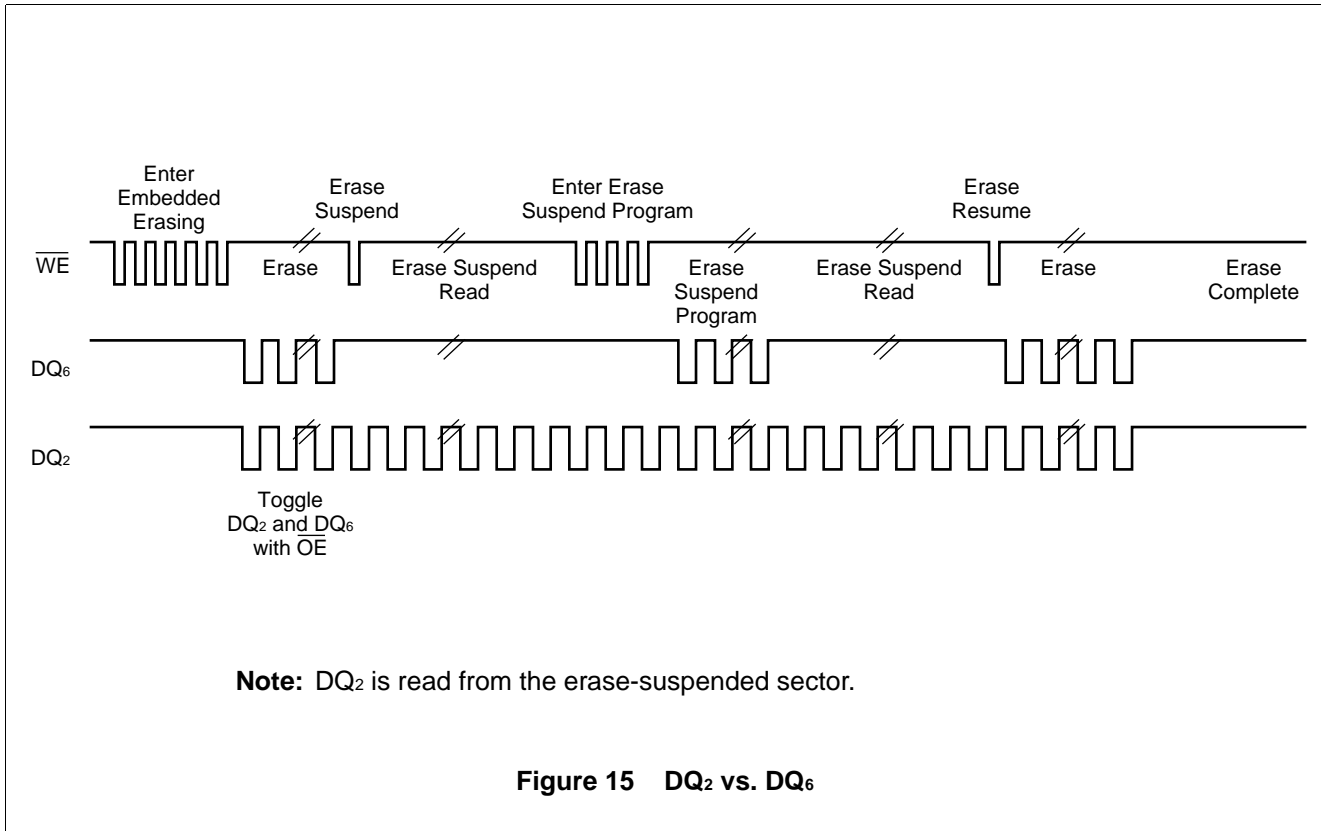 Enter
Embedded
Erasing
Erase
Suspend
Enter Erase
Suspend Program
Erase
Resume
WE
Erase
Erase Suspend
Read
Erase
Suspend
Program
Erase Suspend
Read
Erase
Erase
Complete
DQ6
DQ2
Toggle
DQ2 and DQ6
with OE
Note: DQ2 is read from the erase-suspended sector.
Figure 15 DQ2 vs. DQ6